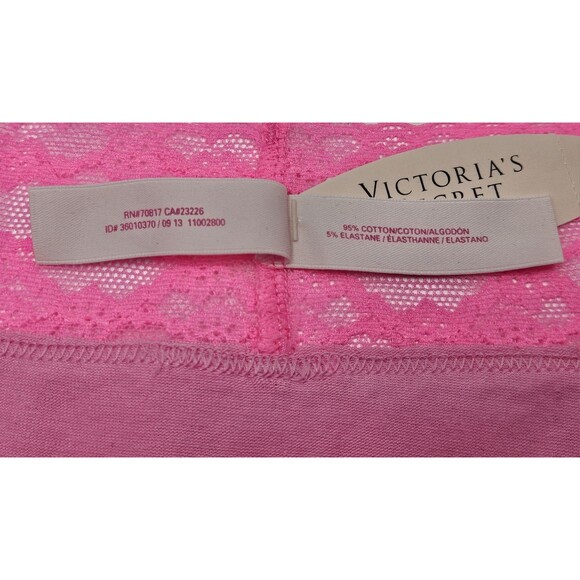 RN#70817 CA#23226
ID# 36010370 / 09 13 11002800
VICTORIA'S
95% COTTON/COTON/ALGODÓN
5% ELASTANE / ÉLASTHANNE / ELASTANO